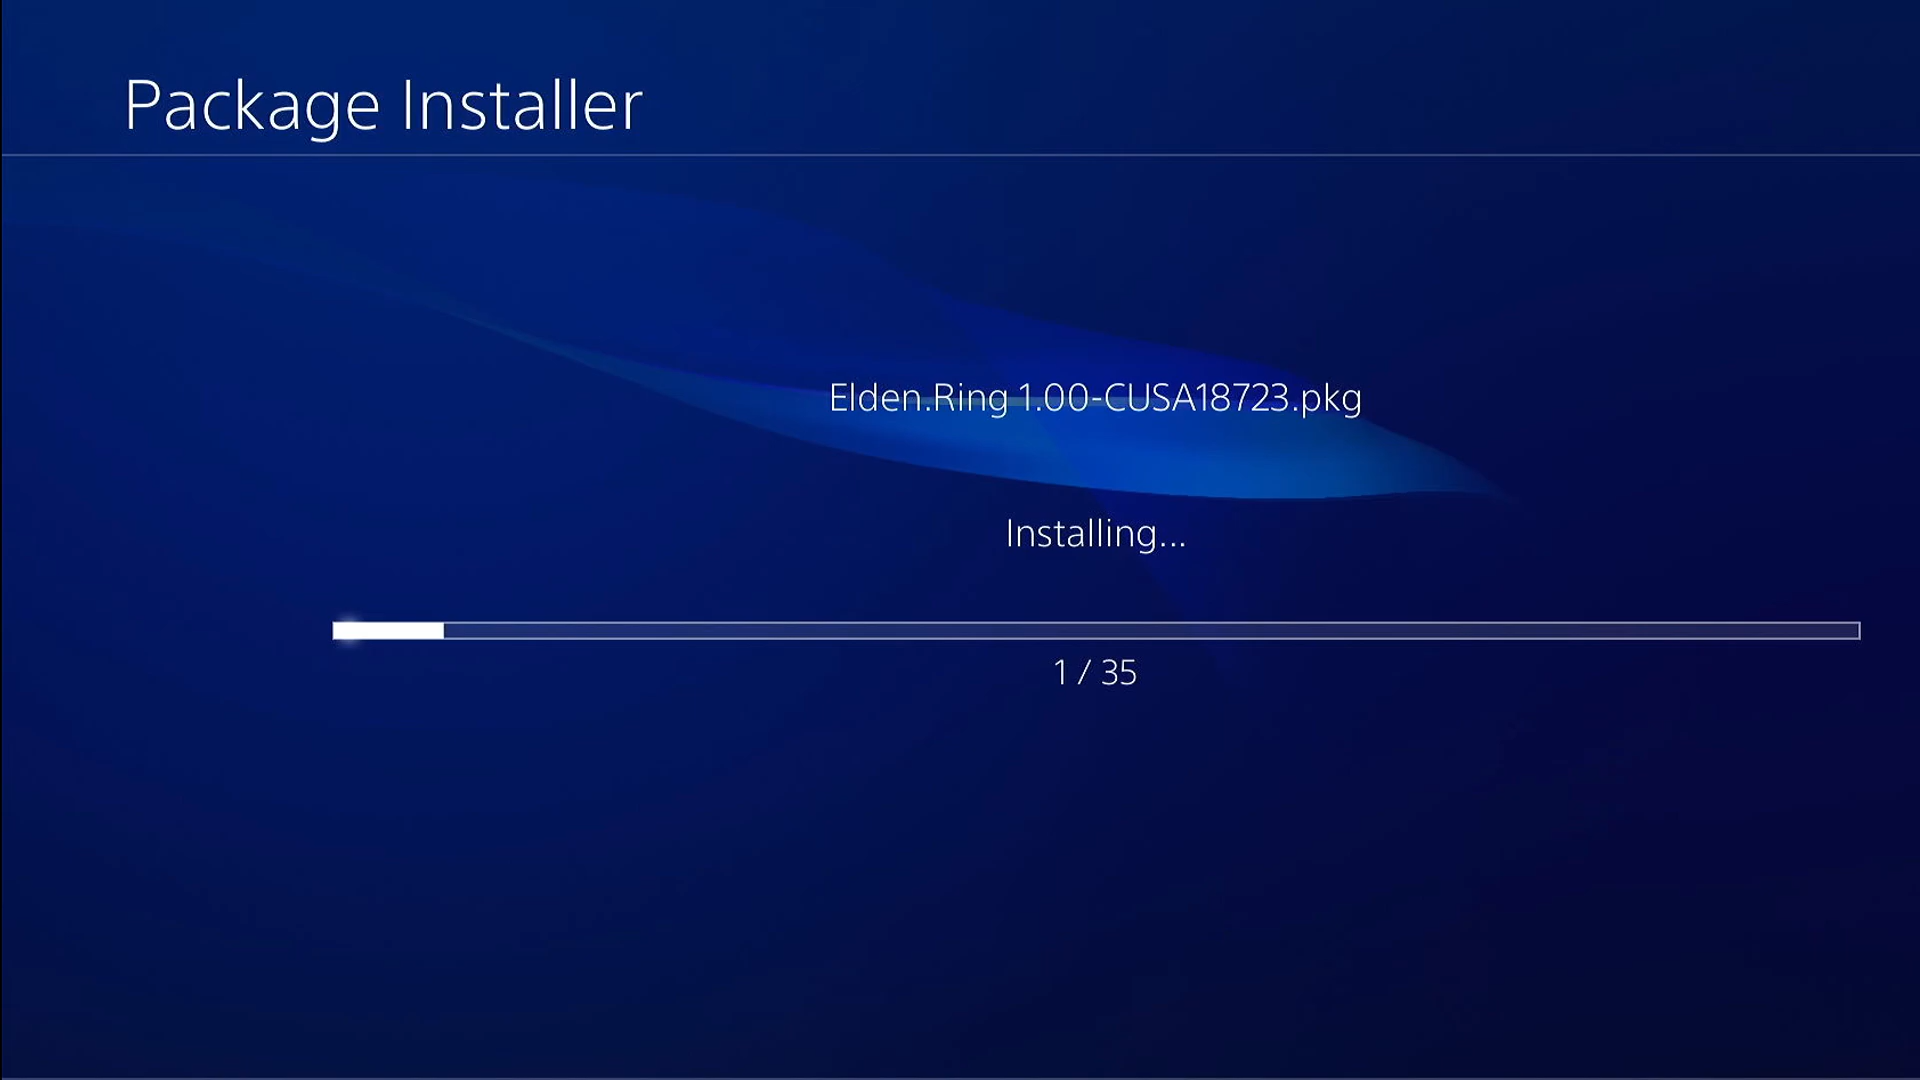 Package Installer
Elden.Ring 1.00-CUSA18723.pkg
Installing...
1 / 35